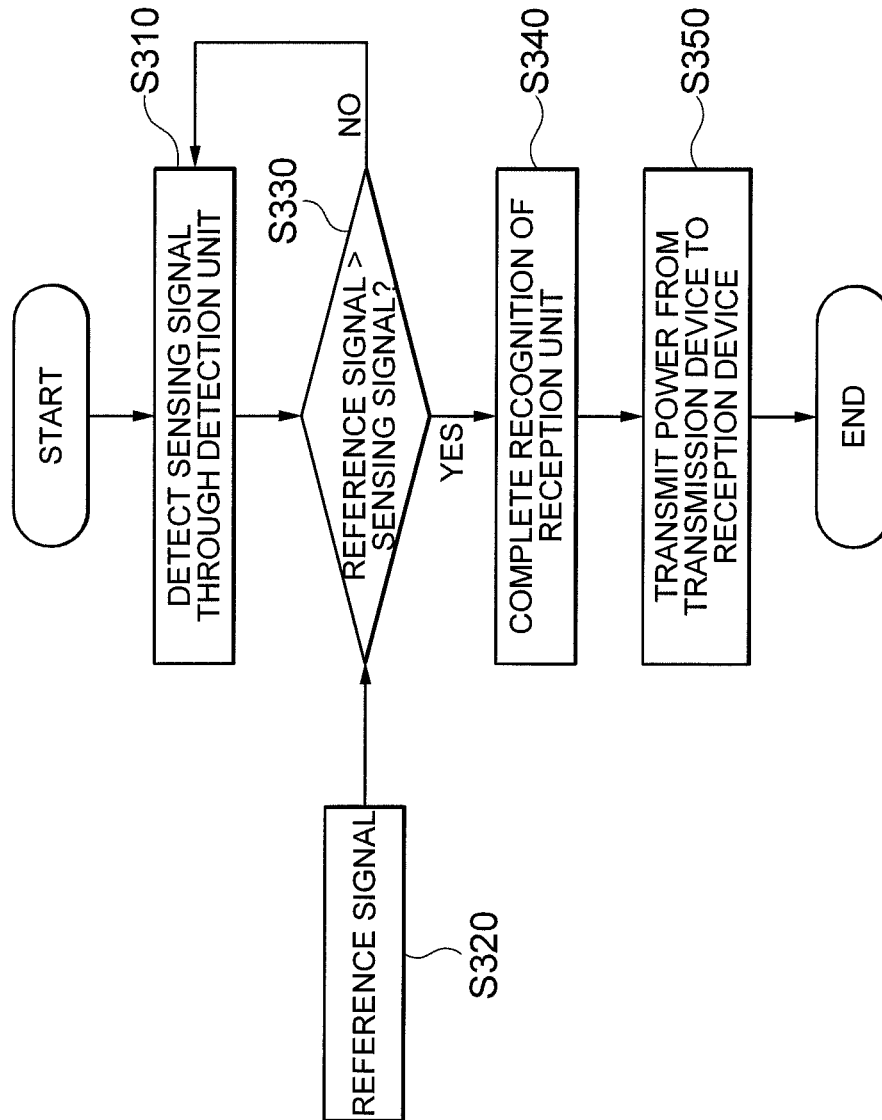 START
DETECT SENSING SIGNAL
THROUGH DETECTION UNIT
S310
REFERENCE SIGNAL
S320
REFERENCE SIGNAL >
SENSING SIGNAL?
S330
NO
YES
COMPLETE RECOGNITION OF
RECEPTION UNIT
S340
TRANSMIT POWER FROM
TRANSMISSION DEVICE TO
RECEPTION DEVICE
S350
END